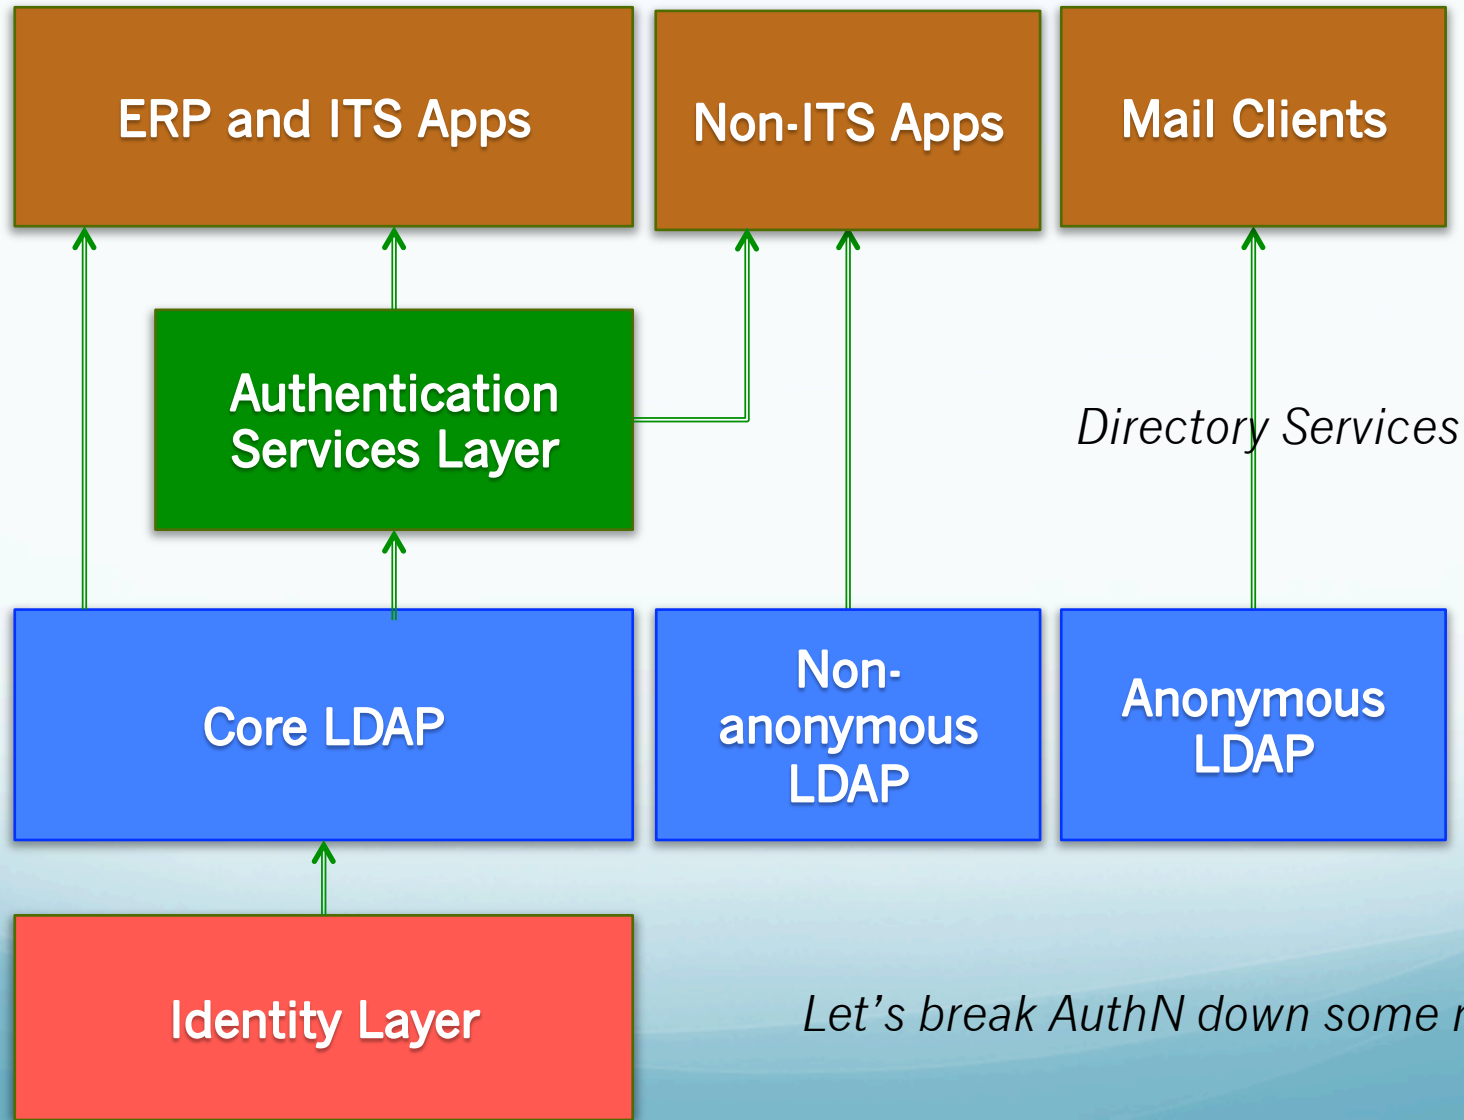 ERP and ITS Apps
Non-ITS Apps
Mail Clients
Authentication
Services Layer
Directory Services
Core LDAP
Non-
anonymous
LDAP
Anonymous
LDAP
Identity Layer
Let's break AuthN down some